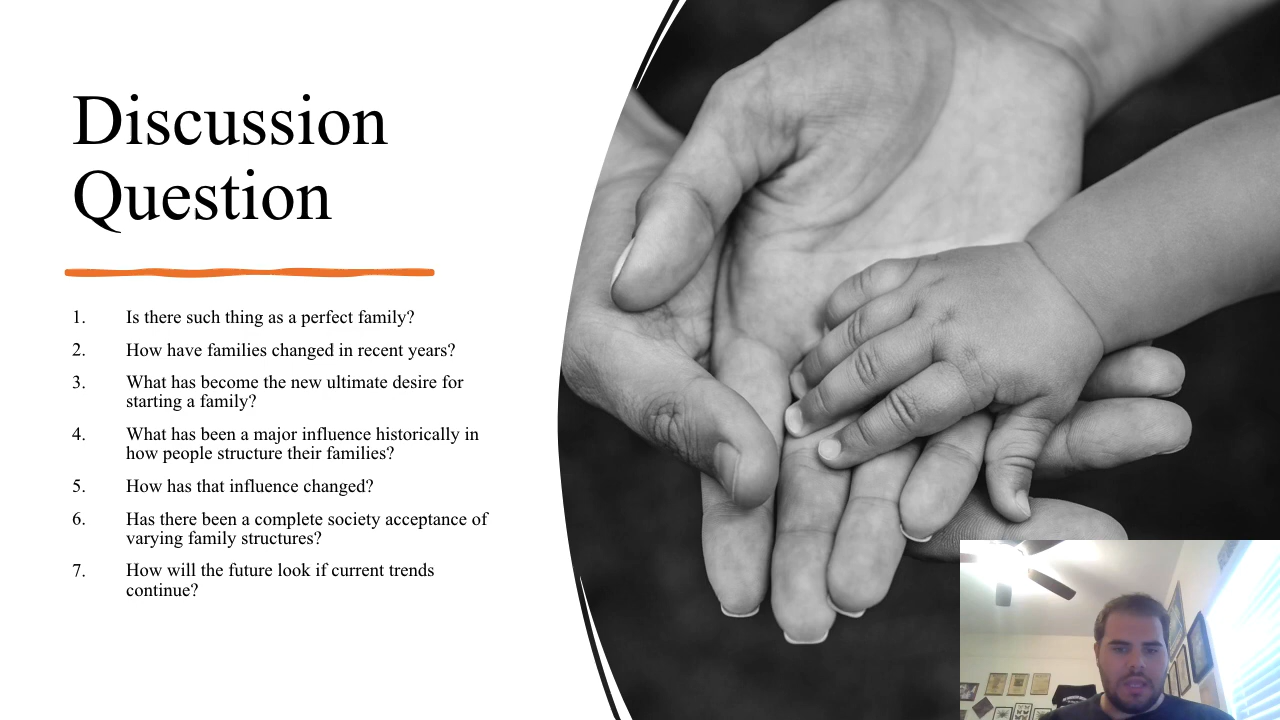 Discussion
Question
1. Is there such thing as a perfect family?
2. How have families changed in recent years?
3. What has become the new ultimate desire for
starting a family?
4. What has been a major influence historically in
how people structure their families?
5. How has that influence changed?
6. Has there been a complete society acceptance of
varying family structures?
7. How will the future look if current trends
continue?